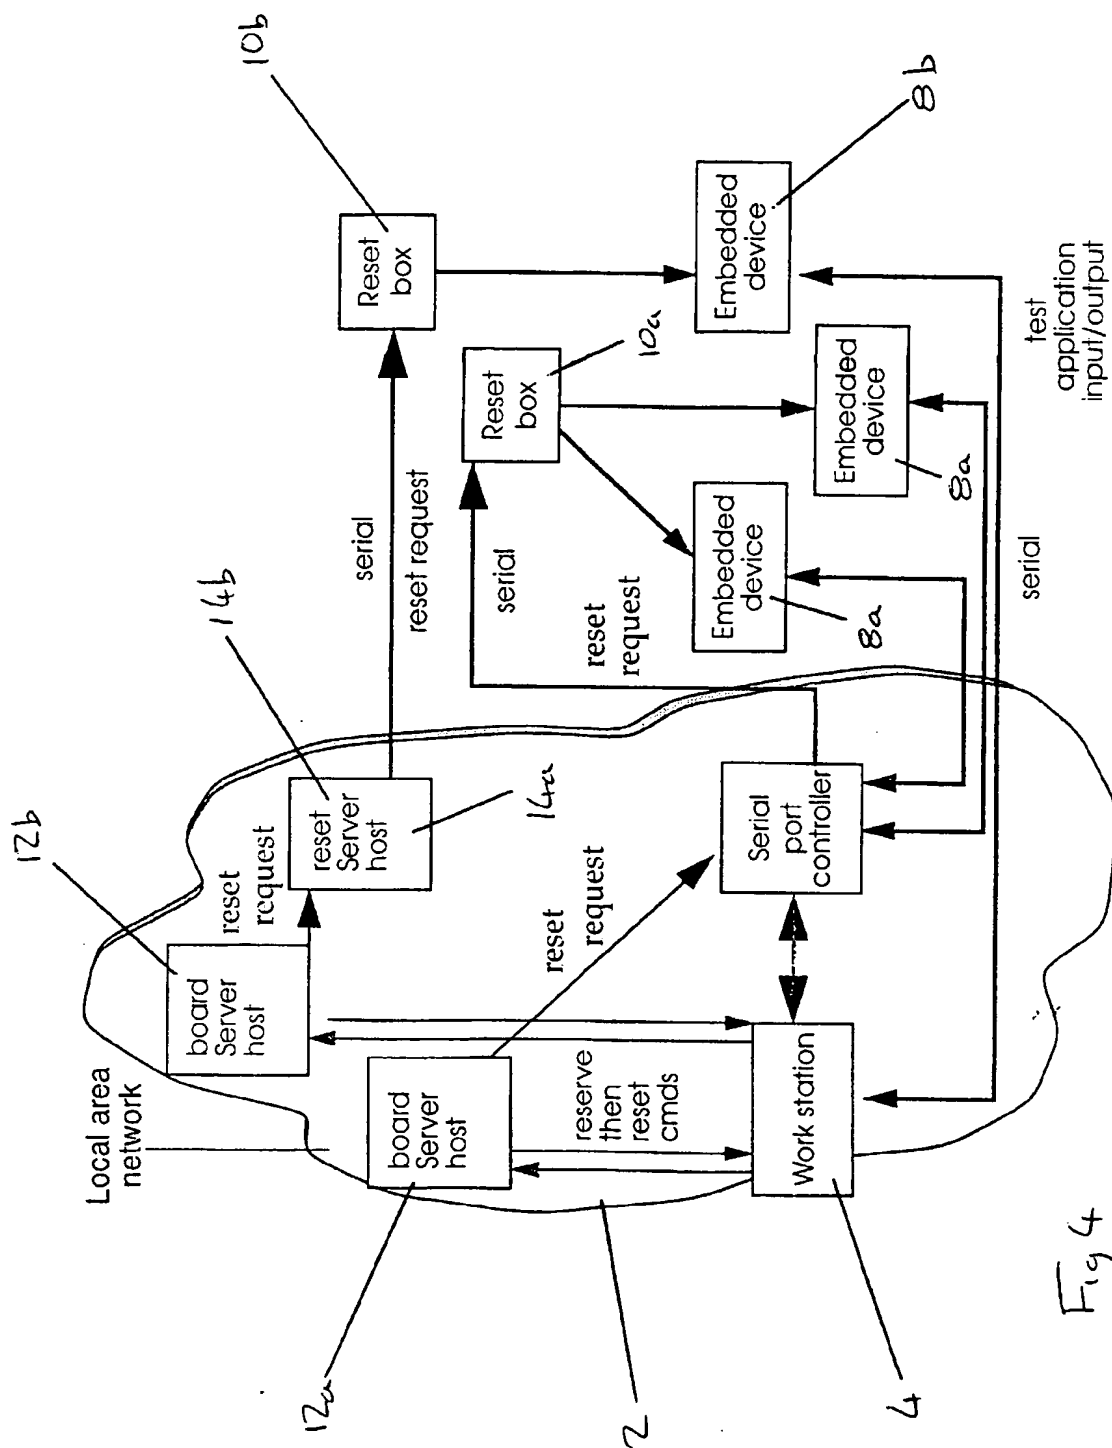 12b
14b
10b
Local area
network
board
Server
host
reset
request
reset
Server
host
serial
reset request
Reset
box
12a
board
Server
host
reset
request
14a
serial
reset
request
Reset
box
10a
2
reserve
then
reset
cmds
4
Work station
Serial
port
controller
Embedded
device
8a
Embedded
device
8a
Embedded
device
8b
serial
test
application
input/output
Fig 4